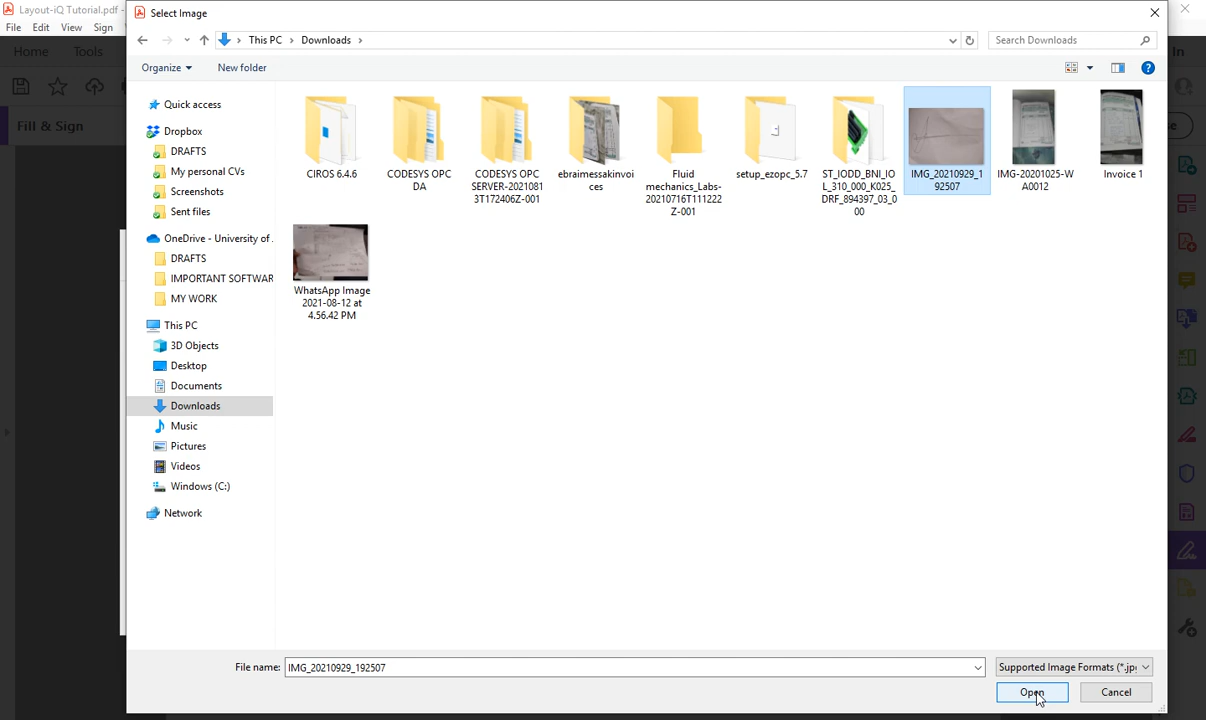 Layout-iQ Tutorial.pdf -
File Edit View Sign
Home Tools
Fill & Sign
In
e
Select Image
This PC > Downloads >
Search Downloads
Organize
New folder
Quick access
Dropbox
DRAFTS
My personal CVs
Screenshots
Sent files
OneDrive - University of
DRAFTS
IMPORTANT SOFTWAR
MY WORK
This PC
3D Objects
Desktop
Documents
Downloads
Music
Pictures
Videos
Windows (C:)
Network
CIROS 6.4.6
CODESYS OPC
DA
CODESYS OPC
SERVER-2021081
3T172406Z-001
ebraimessakinvoi
ces
Fluid
mechanics_Labs-
20210716T111222
Z-001
setup_ezopc_5.7
ST_IODD_BNI_IO
L_310_000_K025_
DRF_894397_03_0
00
IMG_20210929_1
92507
IMG-20201025-W
A0012
Invoice 1
WhatsApp Image
2021-08-12 at
4.56.42 PM
File name: IMG_20210929_192507
Supported Image Formats (*.jp
Open
Cancel